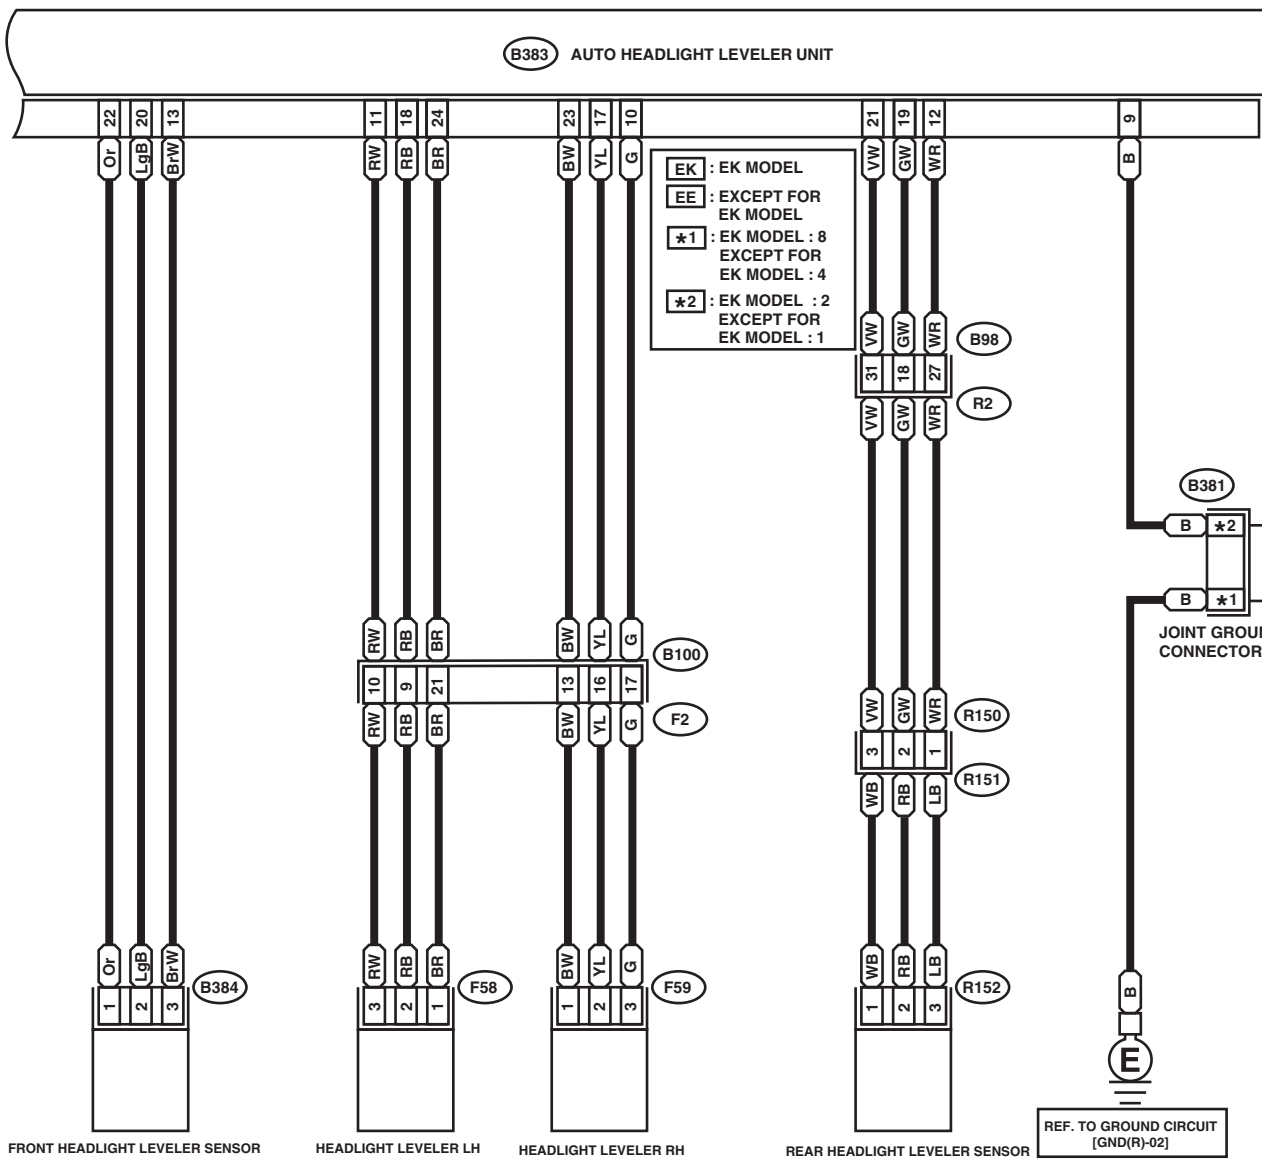 B383 AUTO HEADLIGHT LEVELER UNIT
22 20 13 11 18 24 23 17 10 21 19 12 9
Or LgB BrW RW RB BR BW YL G VW GW WR B
EK : EK MODEL
EE : EXCEPT FOR
EK MODEL
*1 : EK MODEL : 8
EXCEPT FOR
EK MODEL : 4
*2 : EK MODEL : 2
EXCEPT FOR
EK MODEL : 1
VW GW WR B98
31 18 27
VW GW WR R2
B381
B *2
B *1
JOINT GROU
CONNECTOR
RW RB BR BW YL G B100
10 9 21 13 16 17
RW RB BR BW YL G F2
VW GW WR R150
3 2 1
WB RB LB R151
Or LgB BrW B384 RW RB BR F58 BW YL G F59 WB RB LB R152 B
1 2 3 3 2 1 1 2 3 1 2 3
E
REF. TO GROUND CIRCUIT
[GND(R)-02]
FRONT HEADLIGHT LEVELER SENSOR HEADLIGHT LEVELER LH HEADLIGHT LEVELER RH REAR HEADLIGHT LEVELER SENSOR